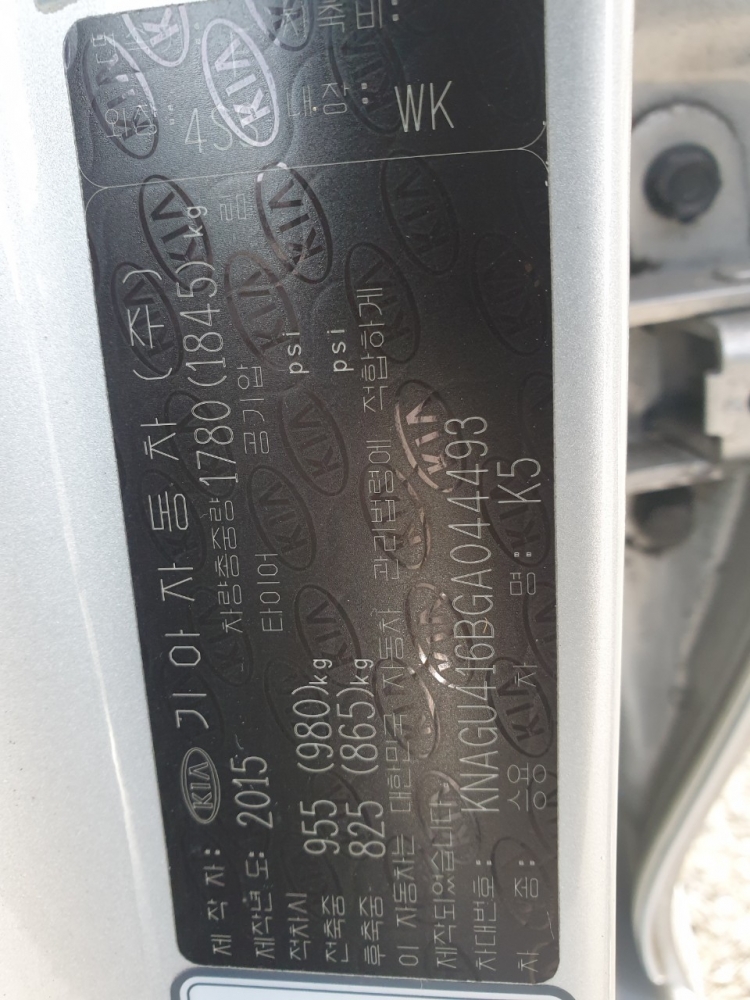 제 작 자: KIA 기 아 자 동 차 (주)
제작년도: 2015 차량총중량 1780(1845)kg
적차시 타이어 공기압
전축중 955 (980)kg psi
후축중 825 (865)kg psi
이 자동차는 대한민국 자동차 관리법령에 적합하게
제작되었습니다.
차대번호: KNAGU416BGA044493
차 종: 승용 차 명: K5
외장: 내장: WK